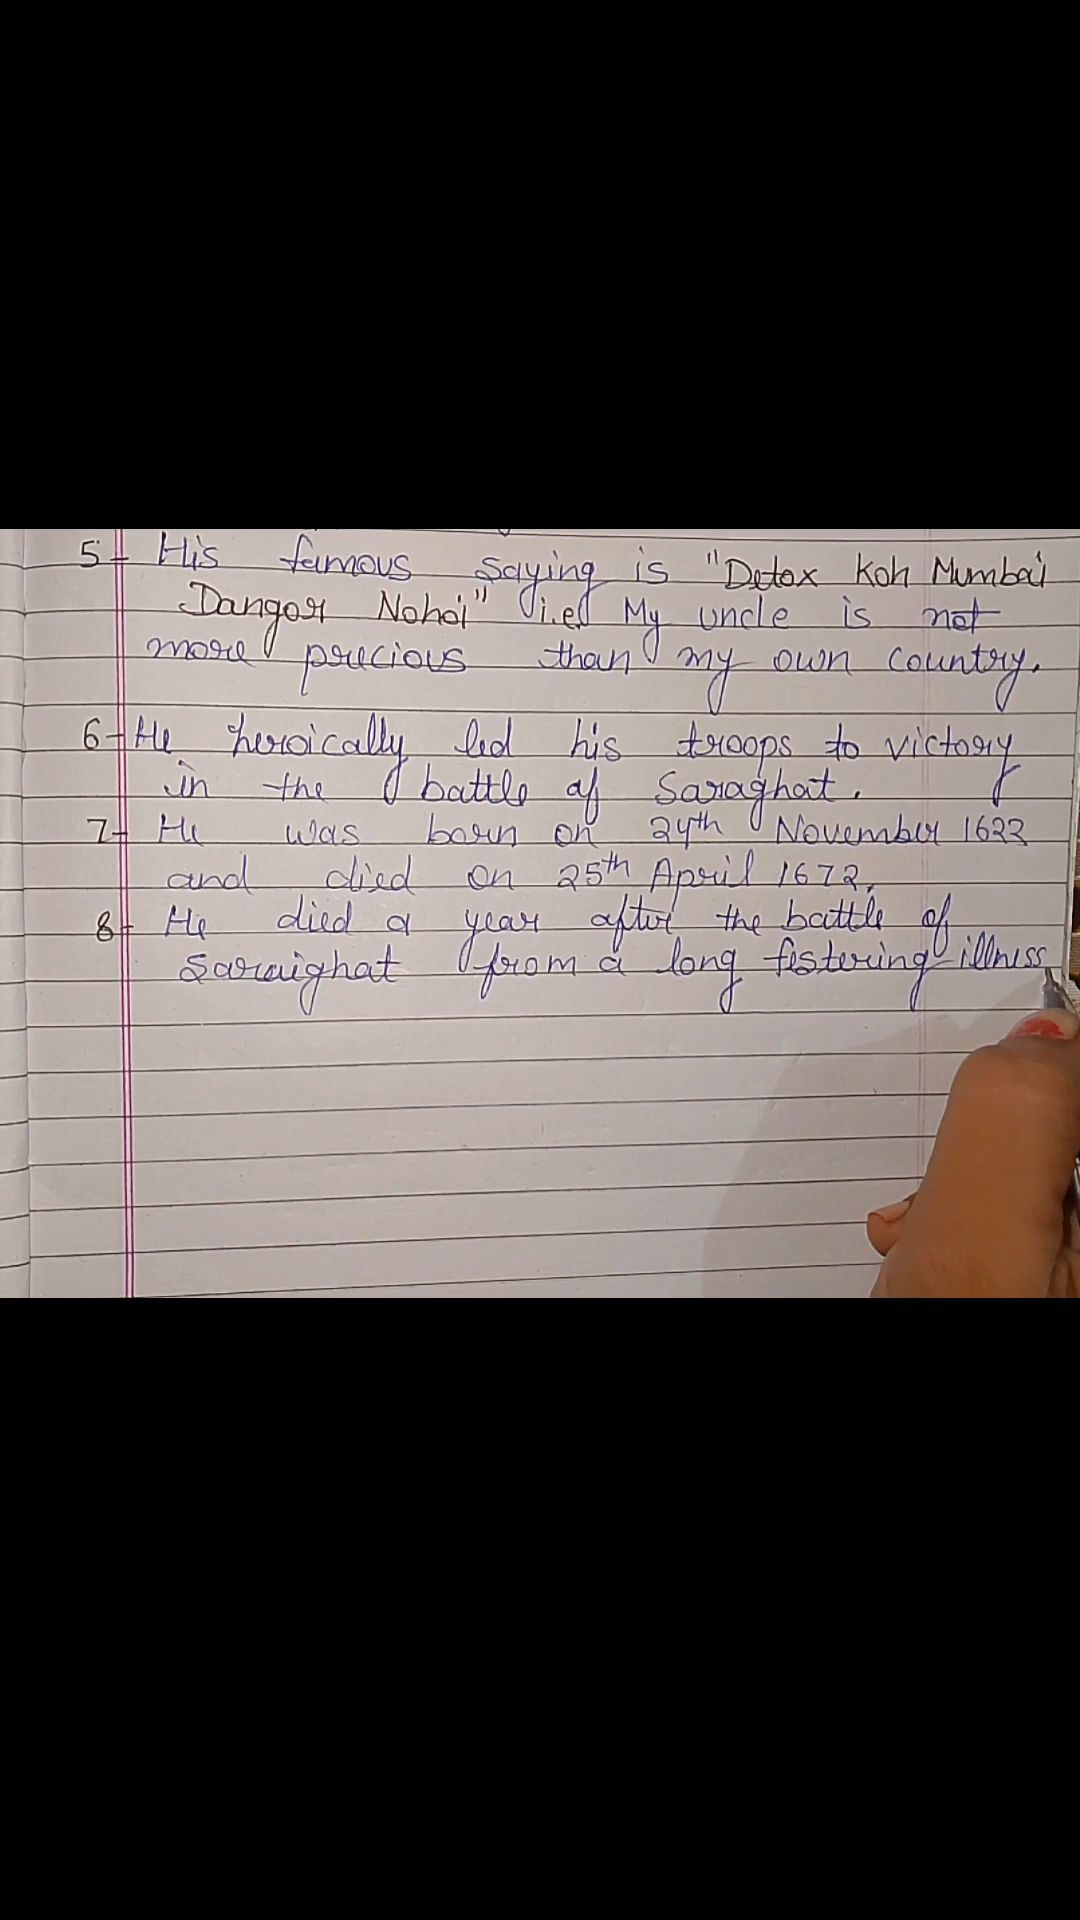 5- His famous saying is "Detox Koh Mumbai
Dangor Nohoi" i.e. My uncle is not
more precious than my own country.
6- He heroically led his troops to victory
in the battle of Saraghat.
7- He was born on 24th November 1622
and died on 25th April 1672.
8- He died a year after the battle of
Saraighat from a long festering illness